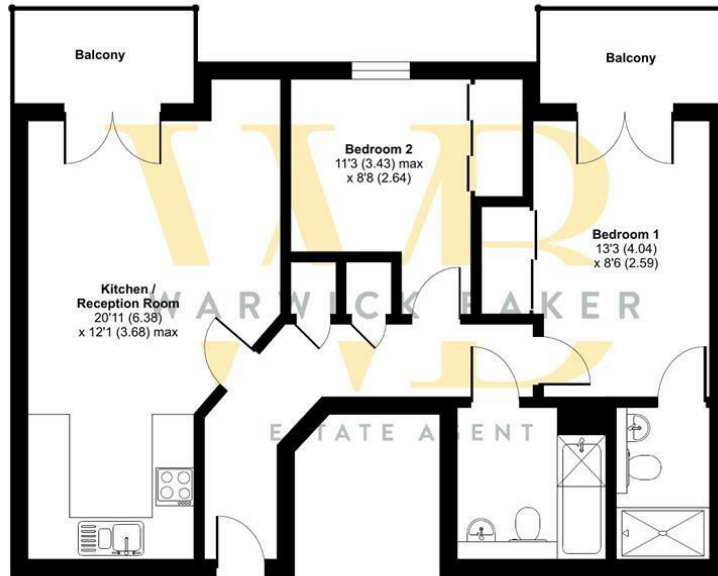 Balcony
Balcony
Bedroom 2
11'3 (3.43) max
x 8'8 (2.64)
Bedroom 1
13'3 (4.04)
x 8'6 (2.59)
Kitchen /
Reception Room
20'11 (6.38)
x 12'1 (3.68) max
WB
WARWICK BAKER
ESTATE AGENT